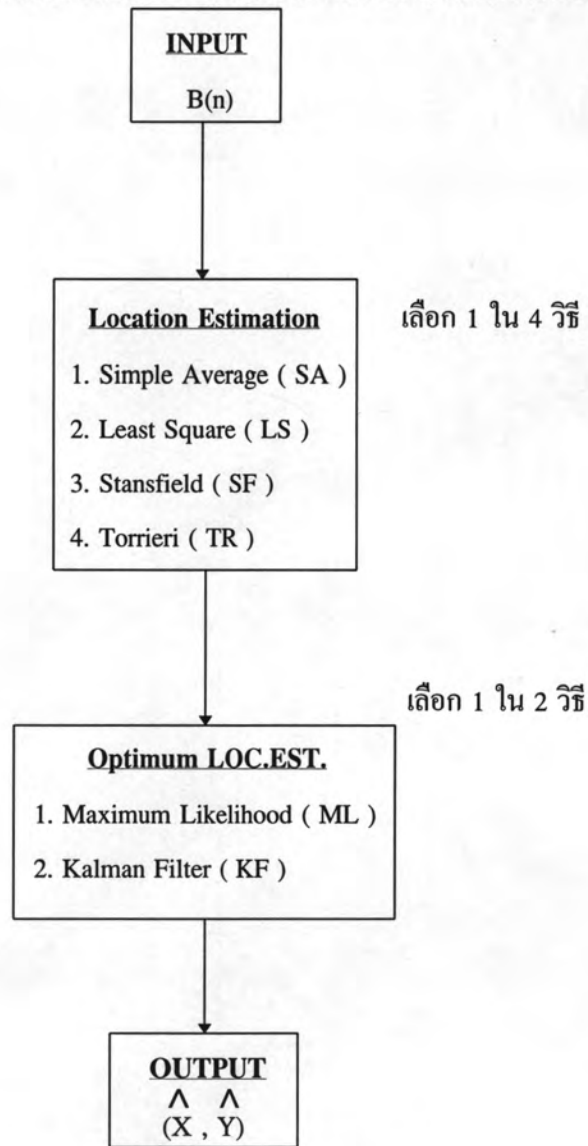 INPUT
B(n)
Location Estimation
เลือก 1 ใน 4 วิธี
1. Simple Average ( SA )
2. Least Square ( LS )
3. Stansfield ( SF )
4. Torrieri ( TR )
เลือก 1 ใน 2 วิธี
Optimum LOC.EST.
1. Maximum Likelihood ( ML )
2. Kalman Filter ( KF )
OUTPUT
^ ^
(X , Y)